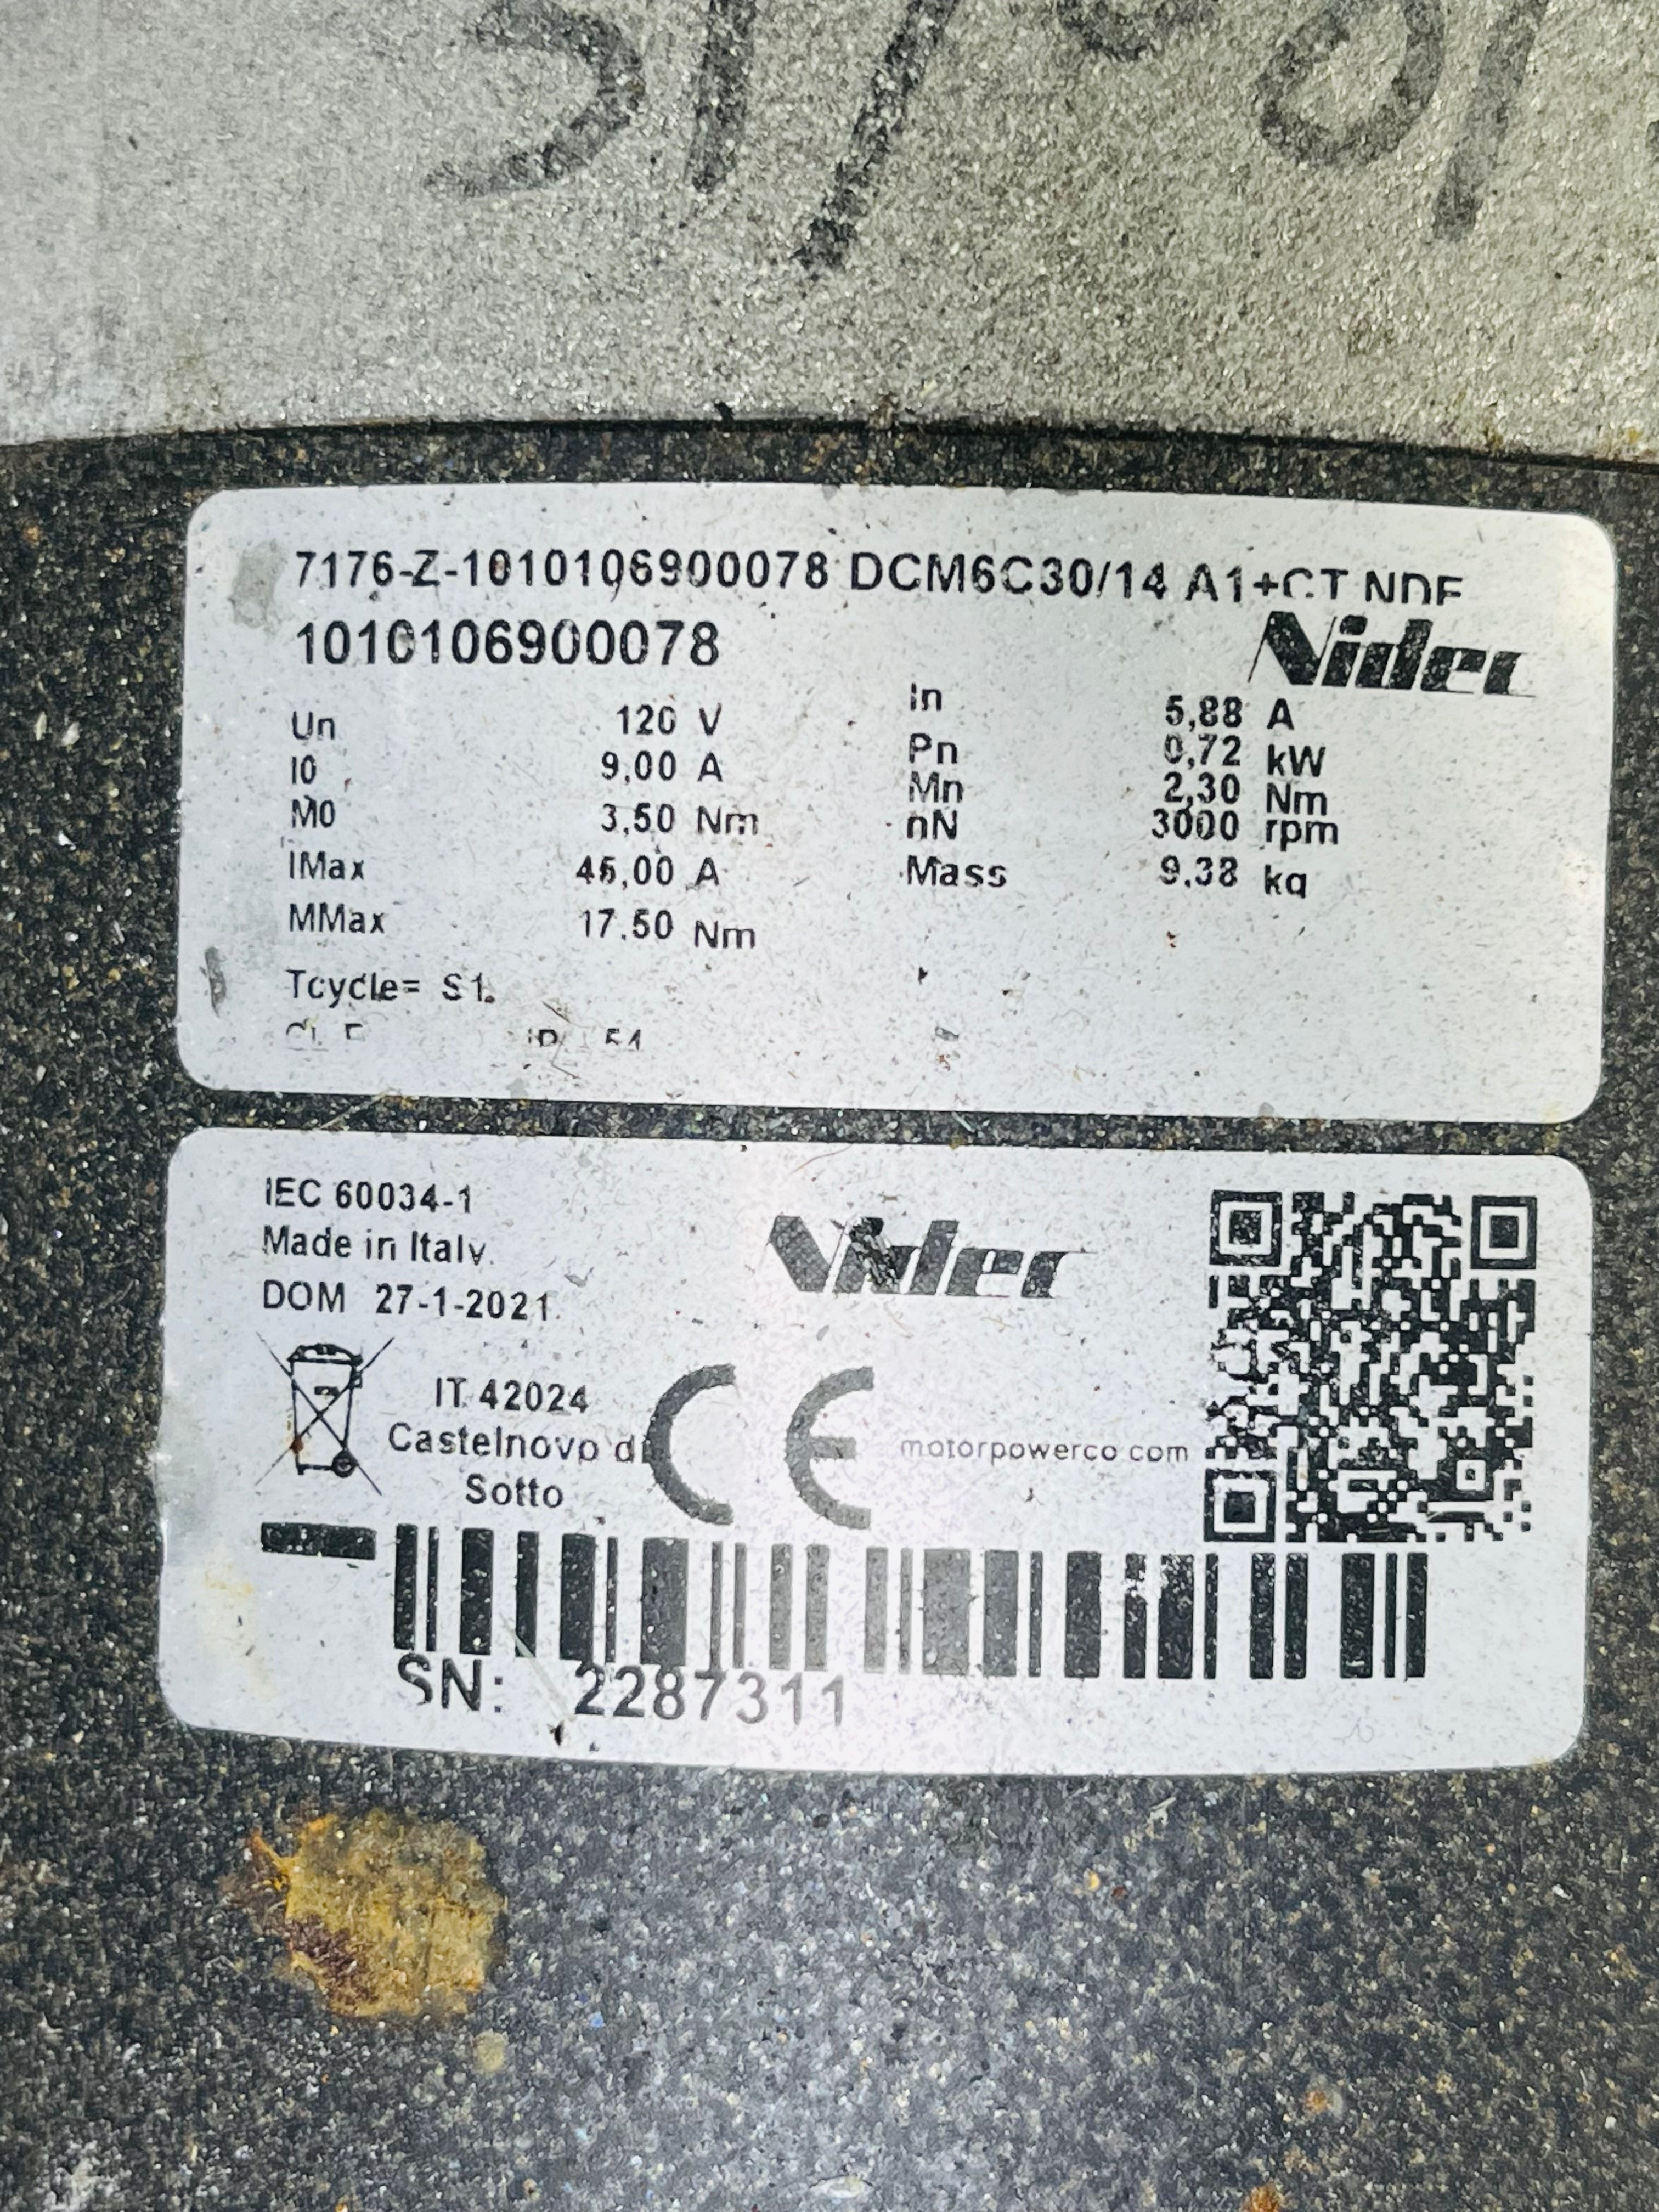 7176-Z-1010106900078 DCM6C30/14 A1+CT NDE
1010106900078
Nidec
Un 120 V
I0 9,00 A
M0 3,50 Nm
IMax 45,00 A
MMax 17.50 Nm
In 5,88 A
Pn 0,72 kW
Mn 2,30 Nm
nN 3000 rpm
Mass 9.38 kg
Tcycle= S1.
CL F IP 54
IEC 60034-1
Made in Italy
DOM 27-1-2021
Nidec
IT 42024
Castelnovo di
Sotto
CE
motorpowerco.com
SN: 2287311